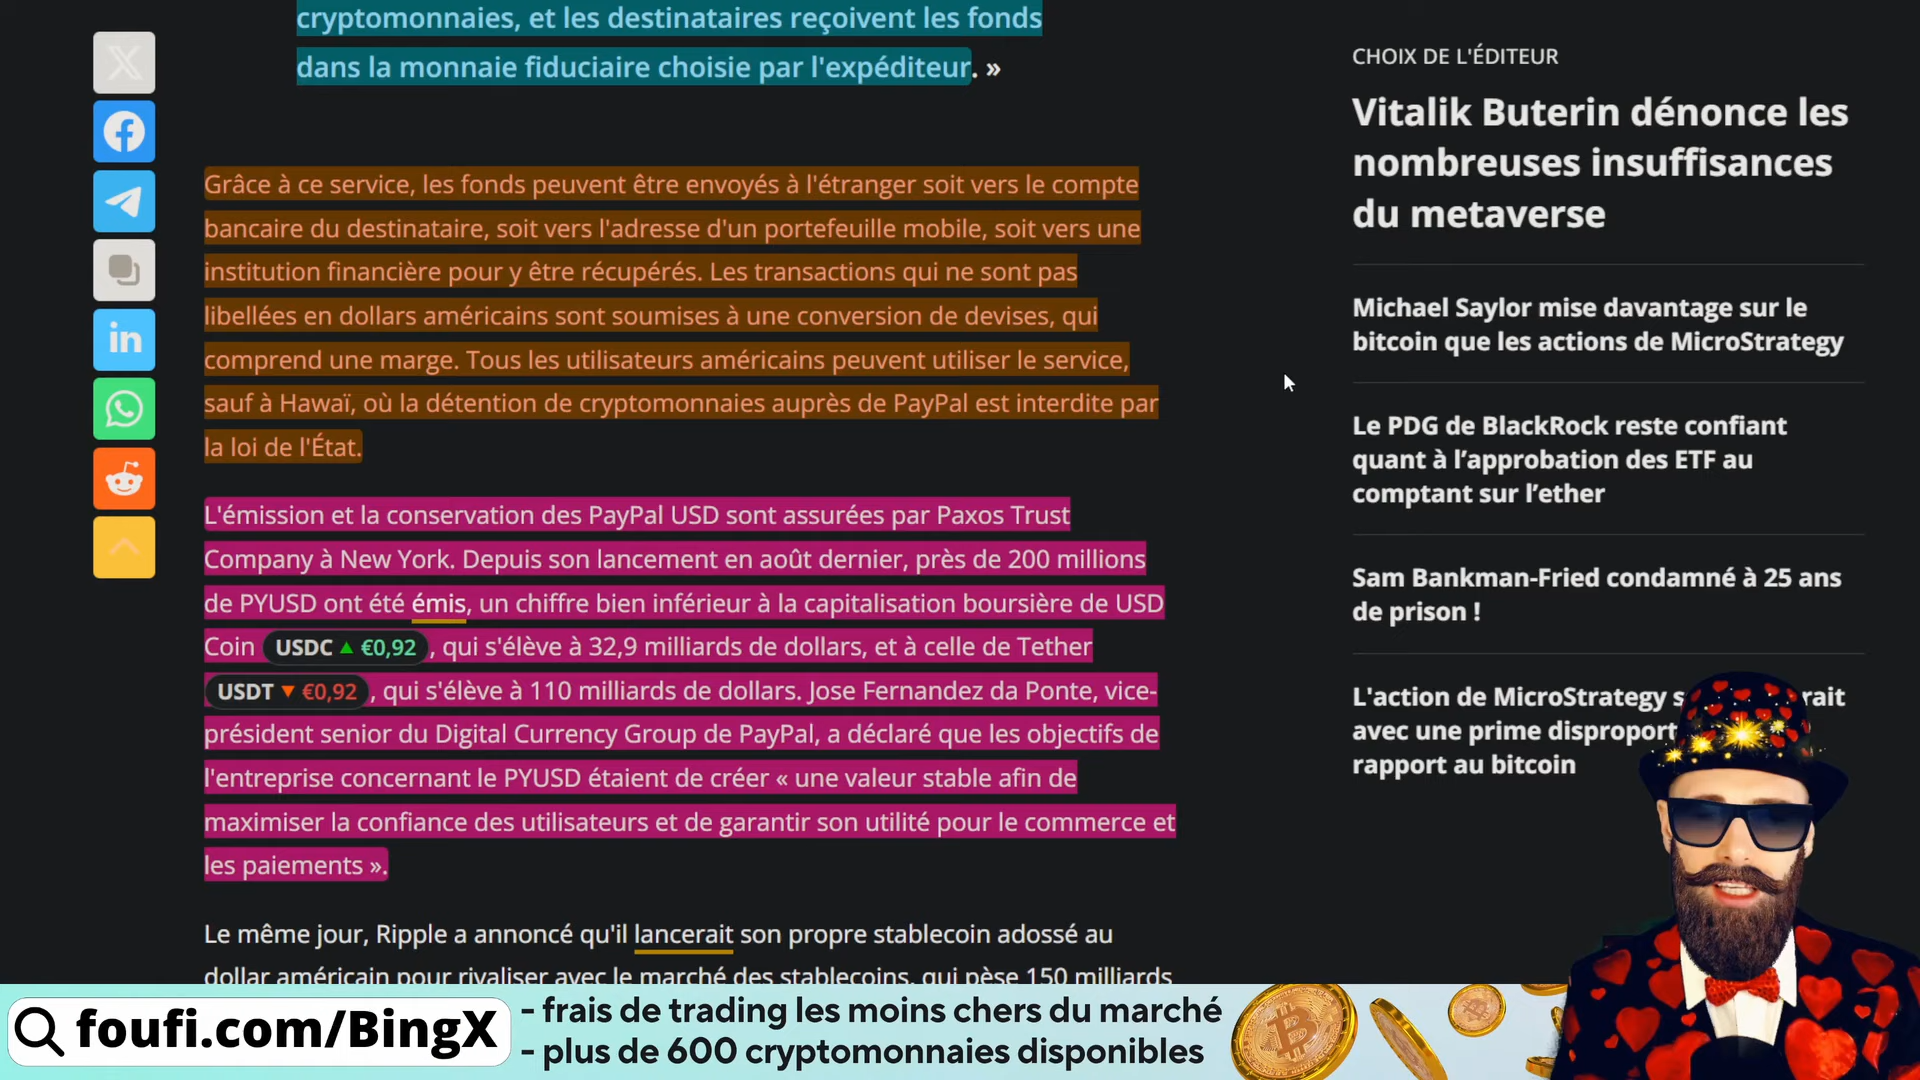 cryptomonnaies, et les destinataires reçoivent les fonds
dans la monnaie fiduciaire choisie par l'expéditeur. »
Grâce à ce service, les fonds peuvent être envoyés à l'étranger soit vers le compte
bancaire du destinataire, soit vers l'adresse d'un portefeuille mobile, soit vers une
institution financière pour y être récupérés. Les transactions qui ne sont pas
libellées en dollars américains sont soumises à une conversion de devises, qui
comprend une marge. Tous les utilisateurs américains peuvent utiliser le service,
sauf à Hawaï, où la détention de cryptomonnaies auprès de PayPal est interdite par
la loi de l'État.
L'émission et la conservation des PayPal USD sont assurées par Paxos Trust
Company à New York. Depuis son lancement en août dernier, près de 200 millions
de PYUSD ont été émis, un chiffre bien inférieur à la capitalisation boursière de USD
Coin USDC ▲ €0,92 , qui s'élève à 32,9 milliards de dollars, et à celle de Tether
USDT ▼ €0,92 , qui s'élève à 110 milliards de dollars. Jose Fernandez da Ponte, vice-
président senior du Digital Currency Group de PayPal, a déclaré que les objectifs de
l'entreprise concernant le PYUSD étaient de créer « une valeur stable afin de
maximiser la confiance des utilisateurs et de garantir son utilité pour le commerce et
les paiements ».
Le même jour, Ripple a annoncé qu'il lancerait son propre stablecoin adossé au
dollar américain pour rivaliser avec le marché des stablecoins, qui pèse 150 milliards
CHOIX DE L'ÉDITEUR
Vitalik Buterin dénonce les
nombreuses insuffisances
du metaverse
Michael Saylor mise davantage sur le
bitcoin que les actions de MicroStrategy
Le PDG de BlackRock reste confiant
quant à l’approbation des ETF au
comptant sur l’ether
Sam Bankman-Fried condamné à 25 ans
de prison !
L'action de MicroStrategy s rait
avec une prime disproport
rapport au bitcoin
foufi.com/BingX
- frais de trading les moins chers du marché
- plus de 600 cryptomonnaies disponibles